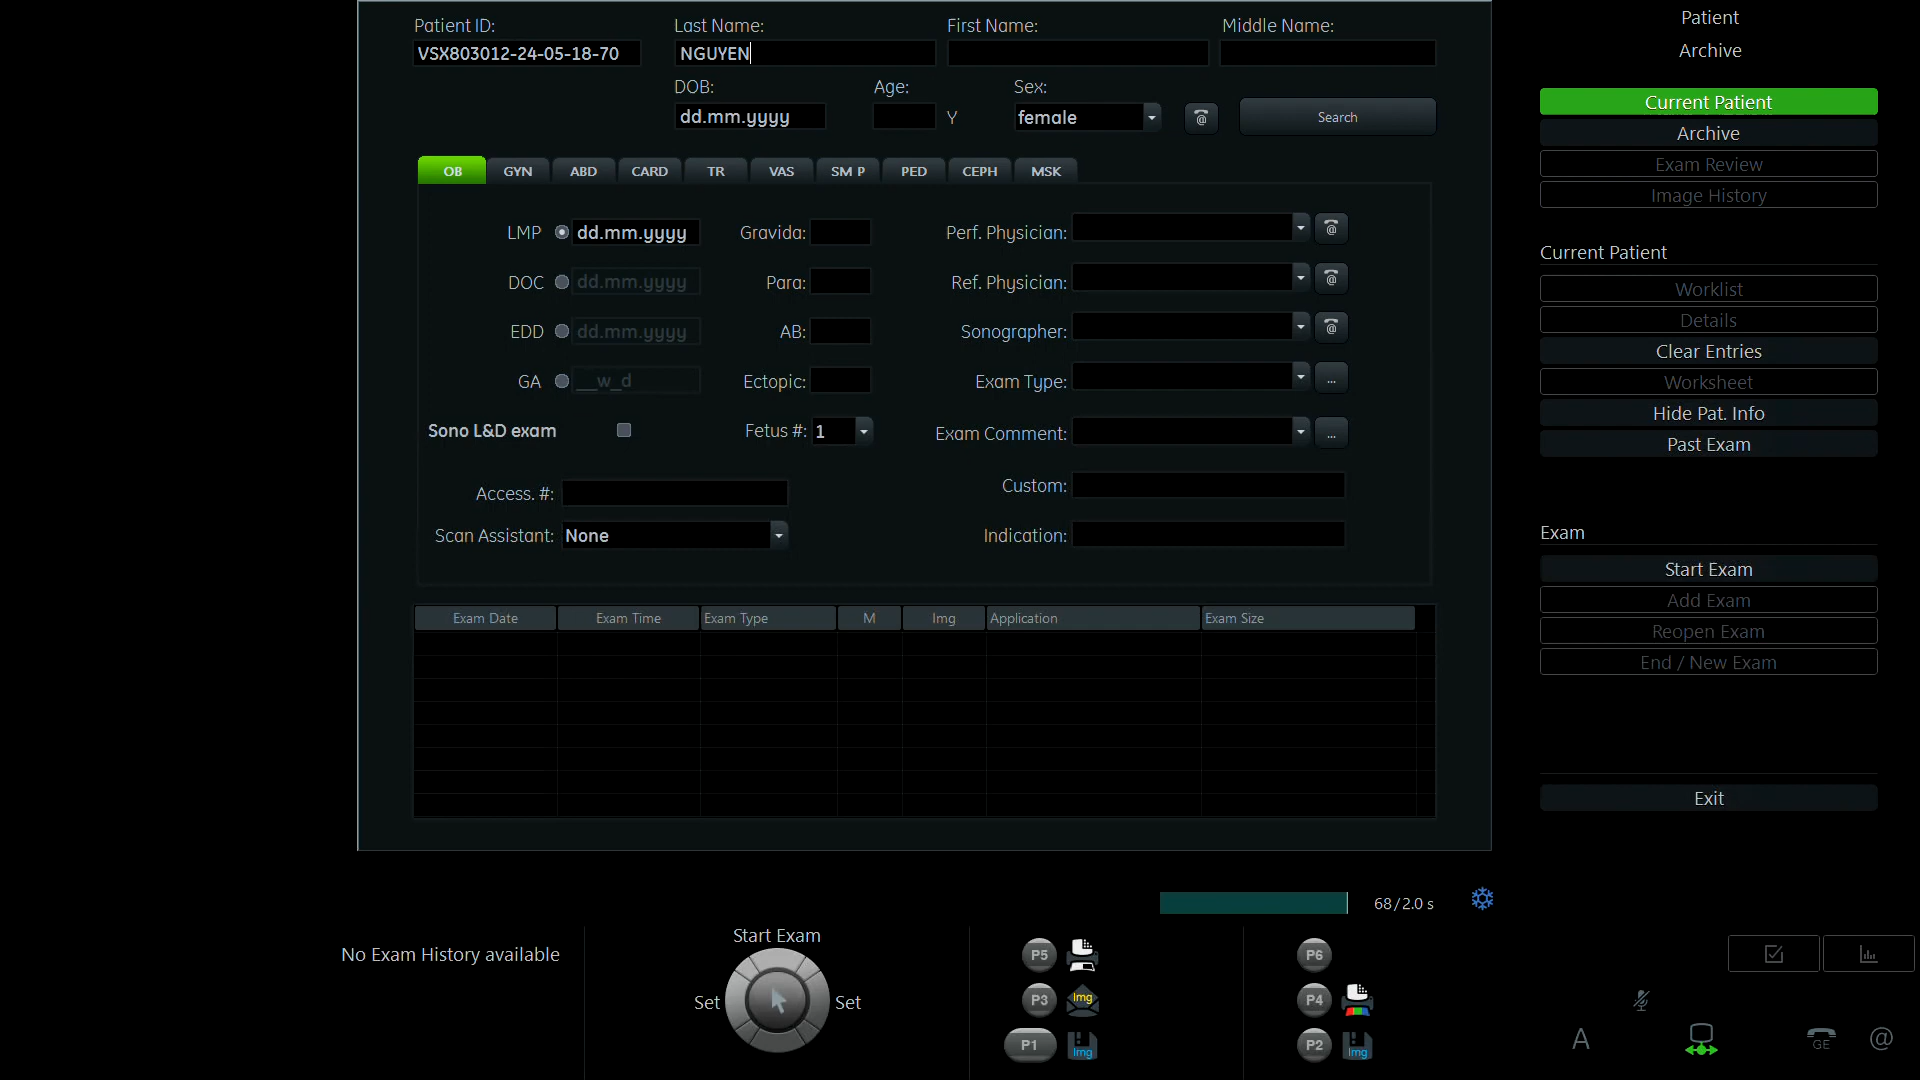 Patient ID: Last Name: First Name: Middle Name:
VSX803012-24-05-18-70 NGUYEN
DOB: Age: Sex:
dd.mm.yyyy Y female @ Search
OB GYN ABD CARD TR VAS SM P PED CEPH MSK
LMP dd.mm.yyyy Gravida: Perf. Physician: @
DOC dd.mm.yyyy Para: Ref. Physician: @
EDD dd.mm.yyyy AB: Sonographer: @
GA __w_d Ectopic: Exam Type: ...
Sono L&D exam Fetus #: 1 Exam Comment: ...
Access. #: Custom:
Scan Assistant: None Indication:
Exam Date Exam Time Exam Type M Img Application Exam Size
Patient
Archive
Current Patient
Archive
Exam Review
Image History
Current Patient
Worklist
Details
Clear Entries
Worksheet
Hide Pat. Info
Past Exam
Exam
Start Exam
Add Exam
Reopen Exam
End / New Exam
Exit
68/2.0 s
No Exam History available
Start Exam
Set Set
P5 P6
P3 Img P4
P1 Img P2 Img
A GE @